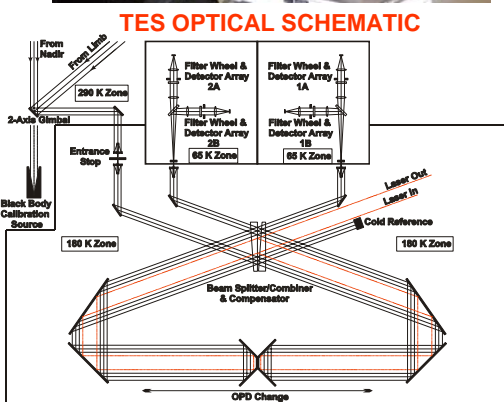 TES OPTICAL SCHEMATIC
From
Nadir
From Limb
290 K Zone
2-Axis Gimbal
Filter Wheel &
Detector Array
2A
Filter Wheel &
Detector Array
1A
Filter Wheel &
Detector Array
2B
Filter Wheel &
Detector Array
1B
65 K Zone
65 K Zone
Entrance
Stop
Black Body
Calibration
Source
Laser Out
Laser In
Cold Reference
180 K Zone
180 K Zone
Beam Splitter/Combiner
& Compensator
OPD Change